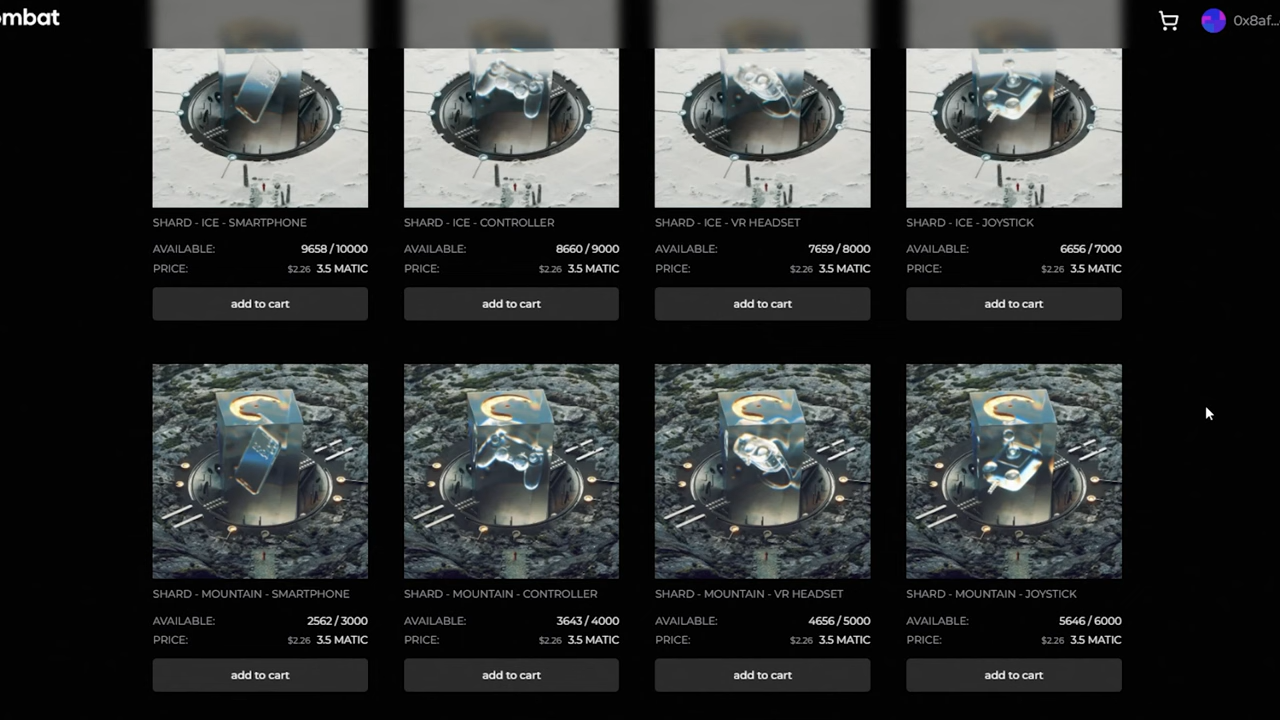 ombat
0x8af...
SHARD - ICE - SMARTPHONE
AVAILABLE: 9658 / 10000
PRICE: $2.26 3.5 MATIC
add to cart
SHARD - ICE - CONTROLLER
AVAILABLE: 8660 / 9000
PRICE: $2.26 3.5 MATIC
add to cart
SHARD - ICE - VR HEADSET
AVAILABLE: 7659 / 8000
PRICE: $2.26 3.5 MATIC
add to cart
SHARD - ICE - JOYSTICK
AVAILABLE: 6656 / 7000
PRICE: $2.26 3.5 MATIC
add to cart
SHARD - MOUNTAIN - SMARTPHONE
AVAILABLE: 2562 / 3000
PRICE: $2.26 3.5 MATIC
add to cart
SHARD - MOUNTAIN - CONTROLLER
AVAILABLE: 3643 / 4000
PRICE: $2.26 3.5 MATIC
add to cart
SHARD - MOUNTAIN - VR HEADSET
AVAILABLE: 4656 / 5000
PRICE: $2.26 3.5 MATIC
add to cart
SHARD - MOUNTAIN - JOYSTICK
AVAILABLE: 5646 / 6000
PRICE: $2.26 3.5 MATIC
add to cart